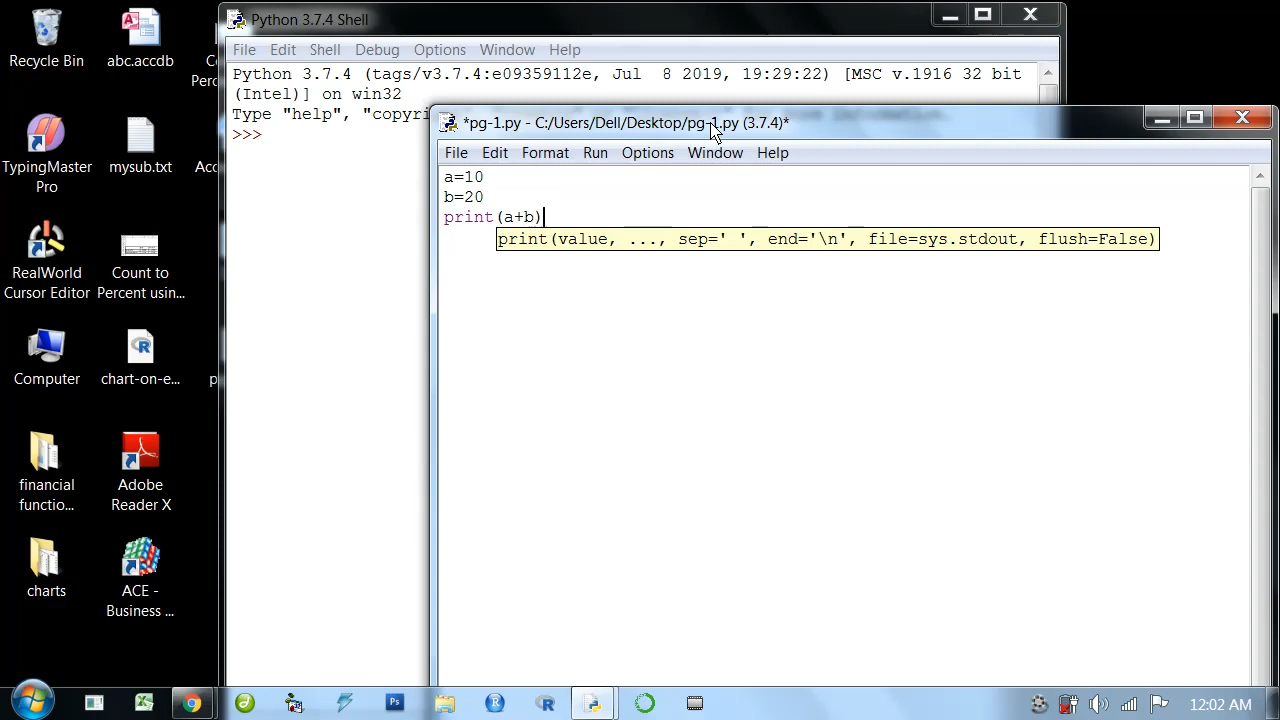 Python 3.7.4 Shell
File Edit Shell Debug Options Window Help
Python 3.7.4 (tags/v3.7.4:e09359112e, Jul  8 2019, 19:29:22) [MSC v.1916 32 bit
(Intel)] on win32
Type "help", "copyri
>>>
*pg-1.py - C:/Users/Dell/Desktop/pg-1.py (3.7.4)*
File Edit Format Run Options Window Help
a=10
b=20
print(a+b)
print(value, ..., sep=' ', end='\n' file=sys.stdout, flush=False)
Recycle Bin
abc.accdb
Co
Perc
TypingMaster
Pro
mysub.txt
Acc
RealWorld
Cursor Editor
Count to
Percent usin...
Computer
chart-on-e...
p
financial
functio...
Adobe
Reader X
charts
ACE -
Business ...
Ps
R
R
12:02 AM